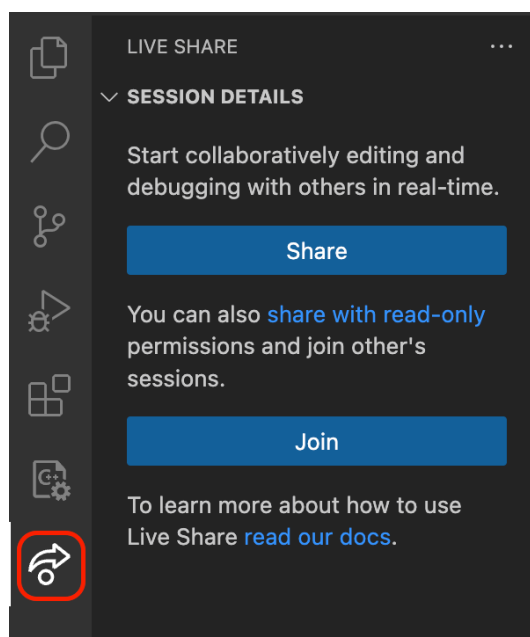 LIVE SHARE
SESSION DETAILS
Start collaboratively editing and
debugging with others in real-time.
Share
You can also share with read-only
permissions and join other's
sessions.
Join
To learn more about how to use
Live Share read our docs.
C++